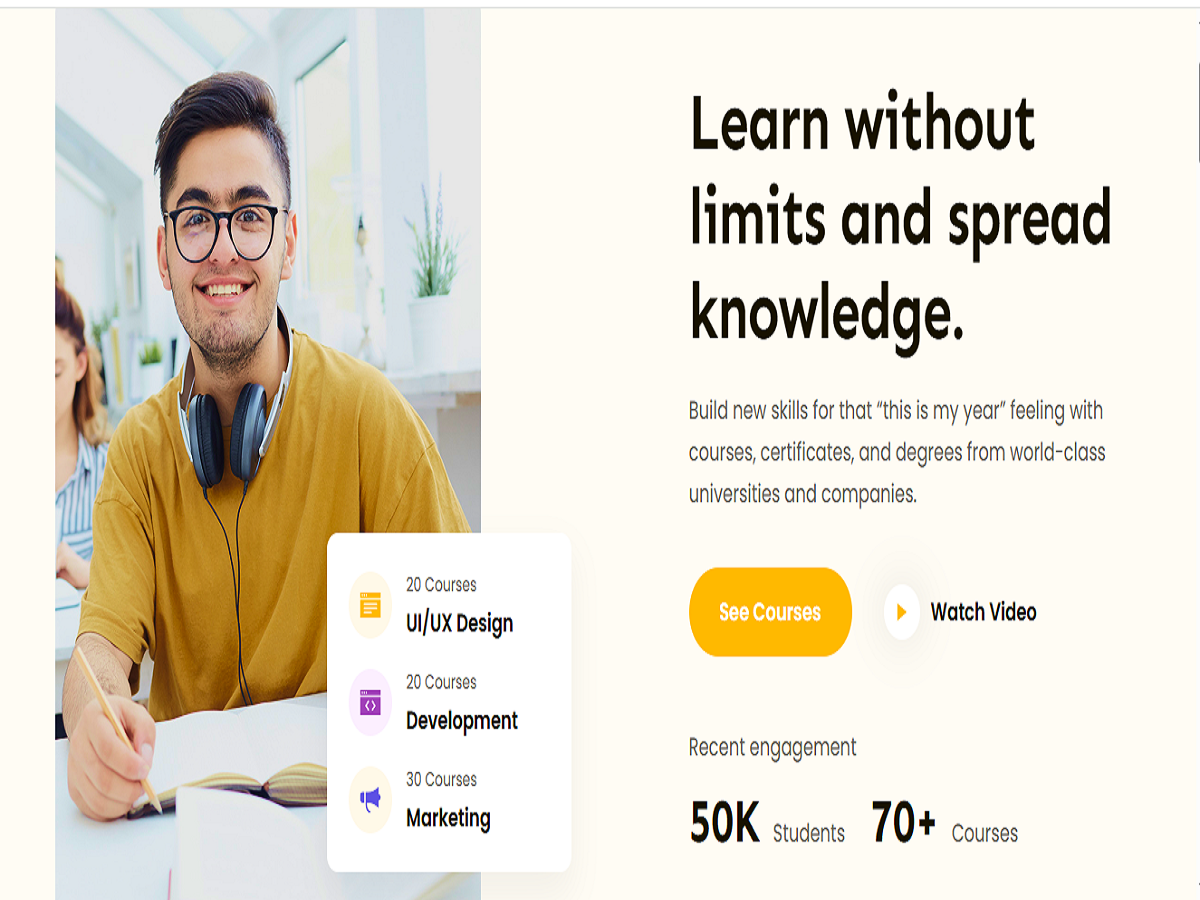 Learn without
limits and spread
knowledge.
Build new skills for that “this is my year” feeling with
courses, certificates, and degrees from world-class
universities and companies.
See Courses
Watch Video
Recent engagement
50K Students 70+ Courses
20 Courses
UI/UX Design
20 Courses
Development
30 Courses
Marketing